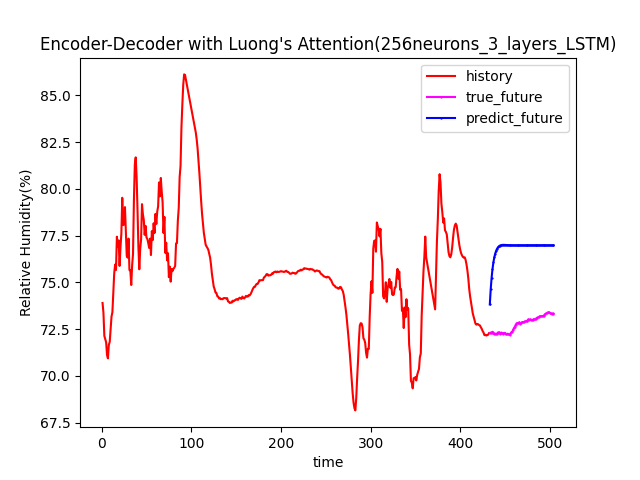 Encoder-Decoder with Luong's Attention(256neurons_3_layers_LSTM)
history
true_future
predict_future
Relative Humidity(%)
85.0
82.5
80.0
77.5
75.0
72.5
70.0
67.5
0 100 200 300 400 500
time